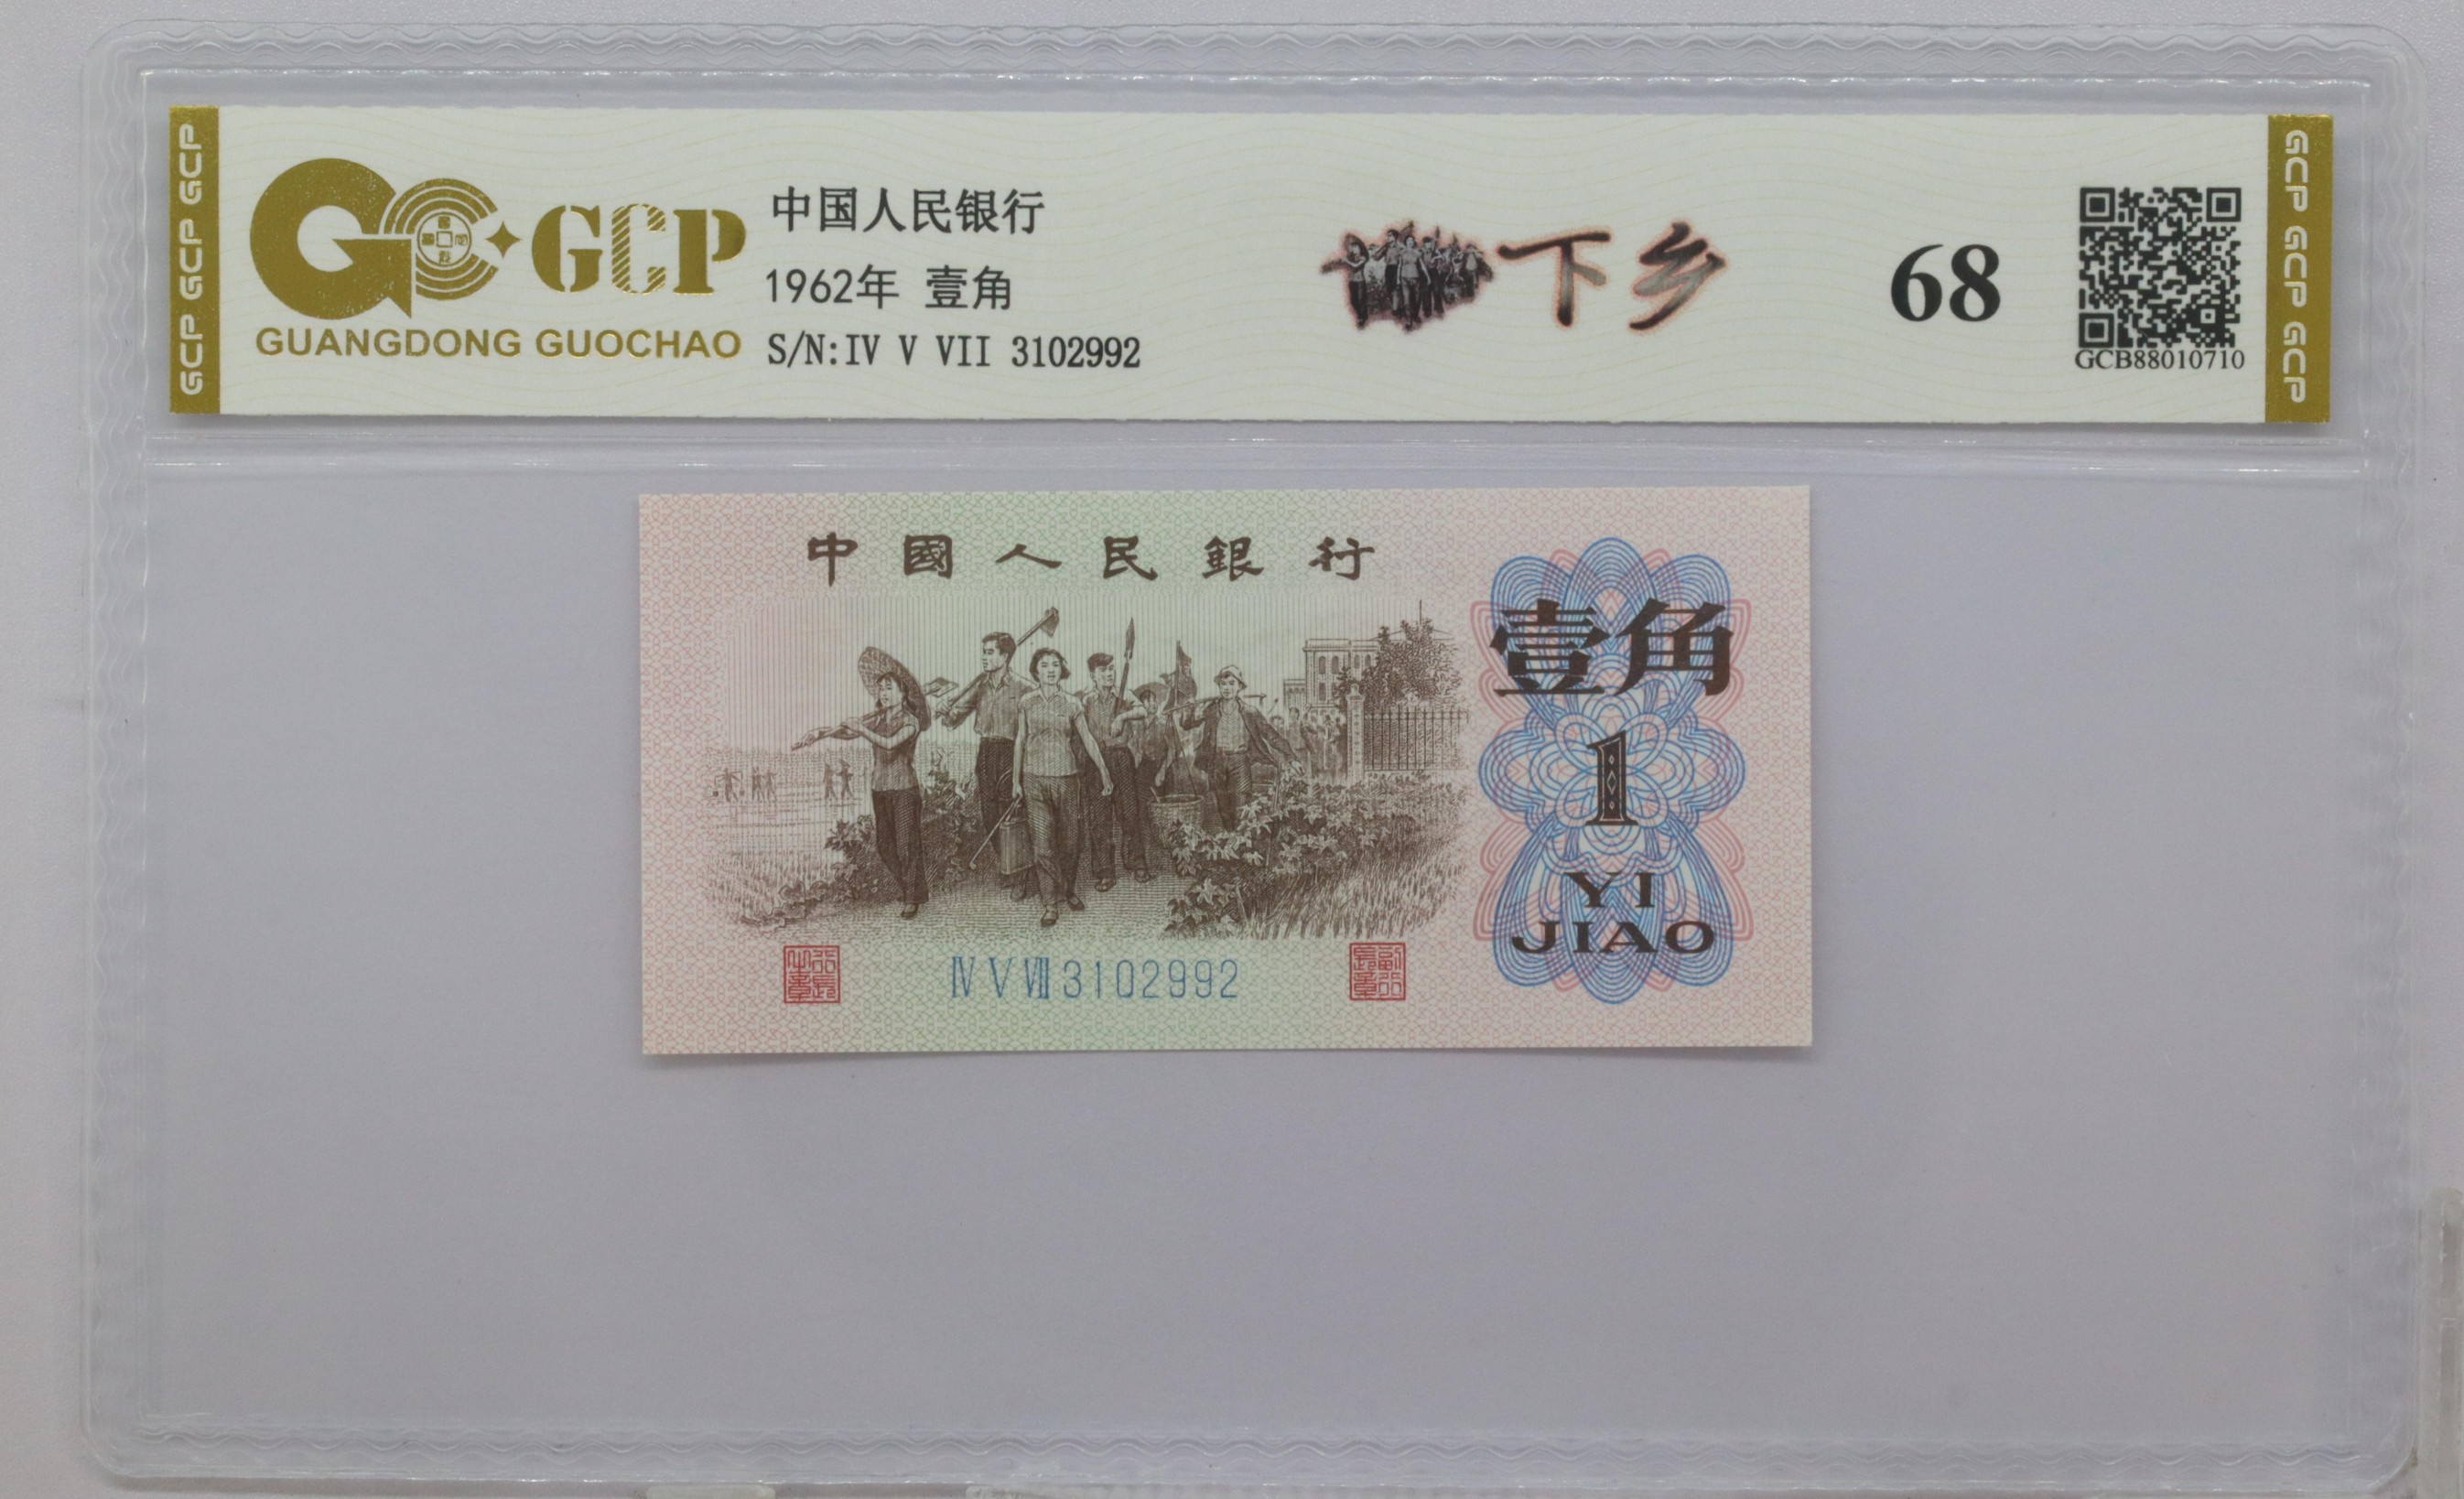 GCP GCP GCP
GCP
GUANGDONG GUOCHAO
中国人民银行
1962年 壹角
S/N:IV V VII 3102992
下乡
68
GCB88010710
GCP GCP GCP
中國人民銀行
壹角
1
YI
JIAO
Ⅳ Ⅴ Ⅶ 3102992